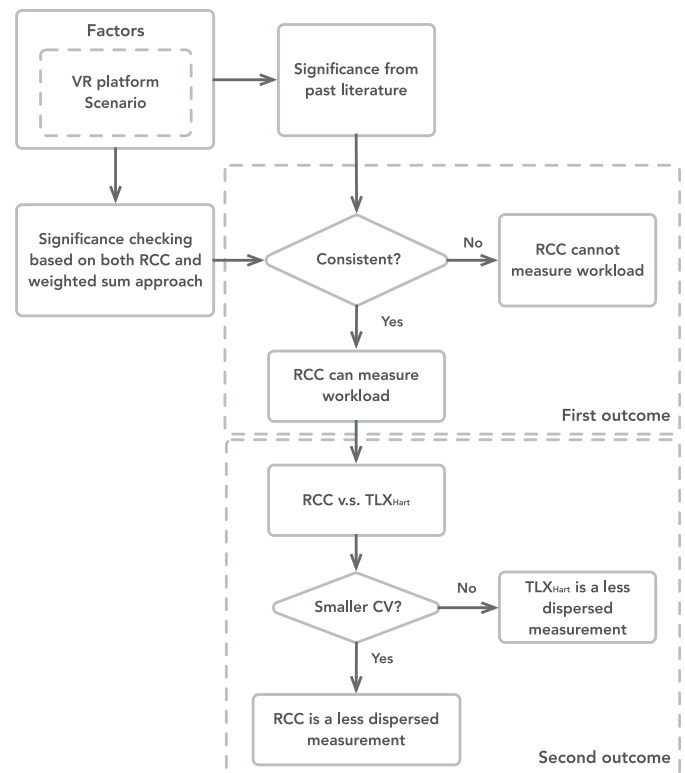 Factors
VR platform
Scenario
Significance from
past literature
Significance checking
based on both RCC and
weighted sum approach
Consistent?
No
RCC cannot
measure workload
Yes
RCC can measure
workload
First outcome
RCC v.s. TLXHart
Smaller CV?
No
TLXHart is a less
dispersed
measurement
Yes
RCC is a less dispersed
measurement
Second outcome